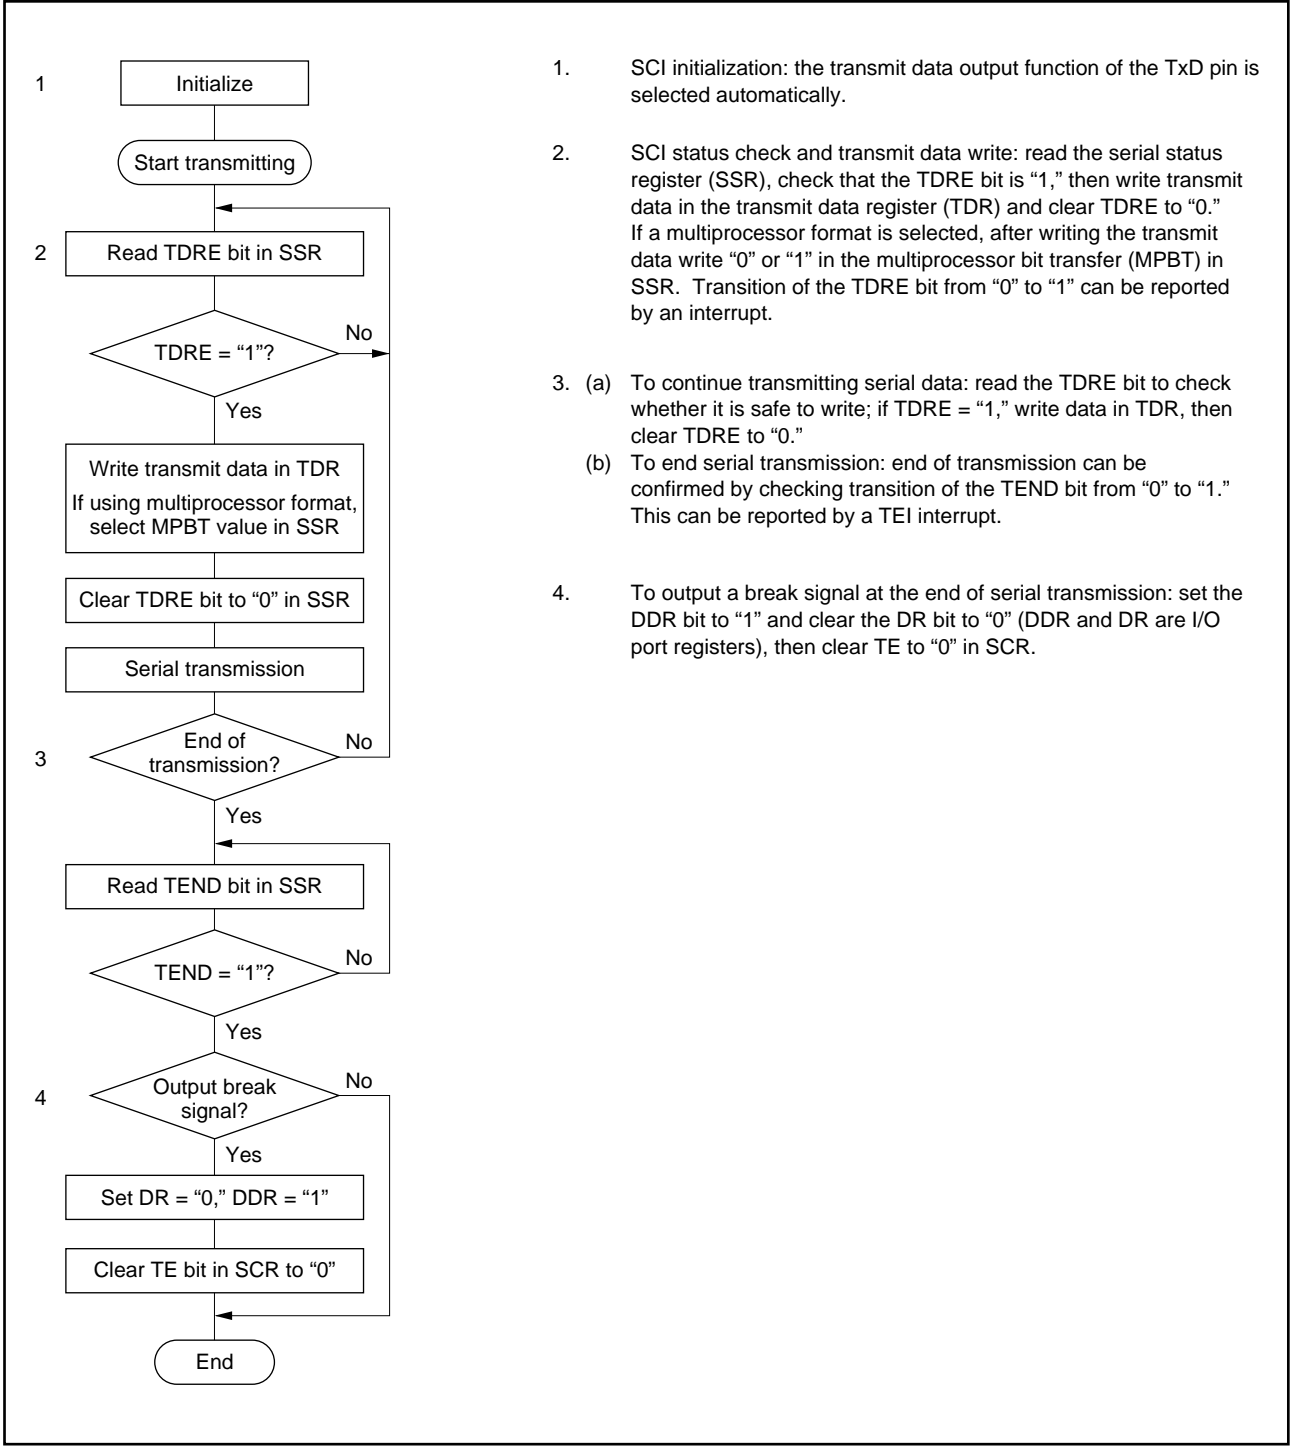 1
Initialize
Start transmitting
2
Read TDRE bit in SSR
TDRE = “1”?
No
Yes
Write transmit data in TDR
If using multiprocessor format,
select MPBT value in SSR
Clear TDRE bit to “0” in SSR
Serial transmission
3
End of
transmission?
No
Yes
Read TEND bit in SSR
TEND = “1”?
No
Yes
4
Output break
signal?
No
Yes
Set DR = “0,” DDR = “1”
Clear TE bit in SCR to “0”
End
1. SCI initialization: the transmit data output function of the TxD pin is
selected automatically.
2. SCI status check and transmit data write: read the serial status
register (SSR), check that the TDRE bit is “1,” then write transmit
data in the transmit data register (TDR) and clear TDRE to “0.”
If a multiprocessor format is selected, after writing the transmit
data write “0” or “1” in the multiprocessor bit transfer (MPBT) in
SSR. Transition of the TDRE bit from “0” to “1” can be reported
by an interrupt.
3. (a) To continue transmitting serial data: read the TDRE bit to check
whether it is safe to write; if TDRE = “1,” write data in TDR, then
clear TDRE to “0.”
(b) To end serial transmission: end of transmission can be
confirmed by checking transition of the TEND bit from “0” to “1.”
This can be reported by a TEI interrupt.
4. To output a break signal at the end of serial transmission: set the
DDR bit to “1” and clear the DR bit to “0” (DDR and DR are I/O
port registers), then clear TE to “0” in SCR.